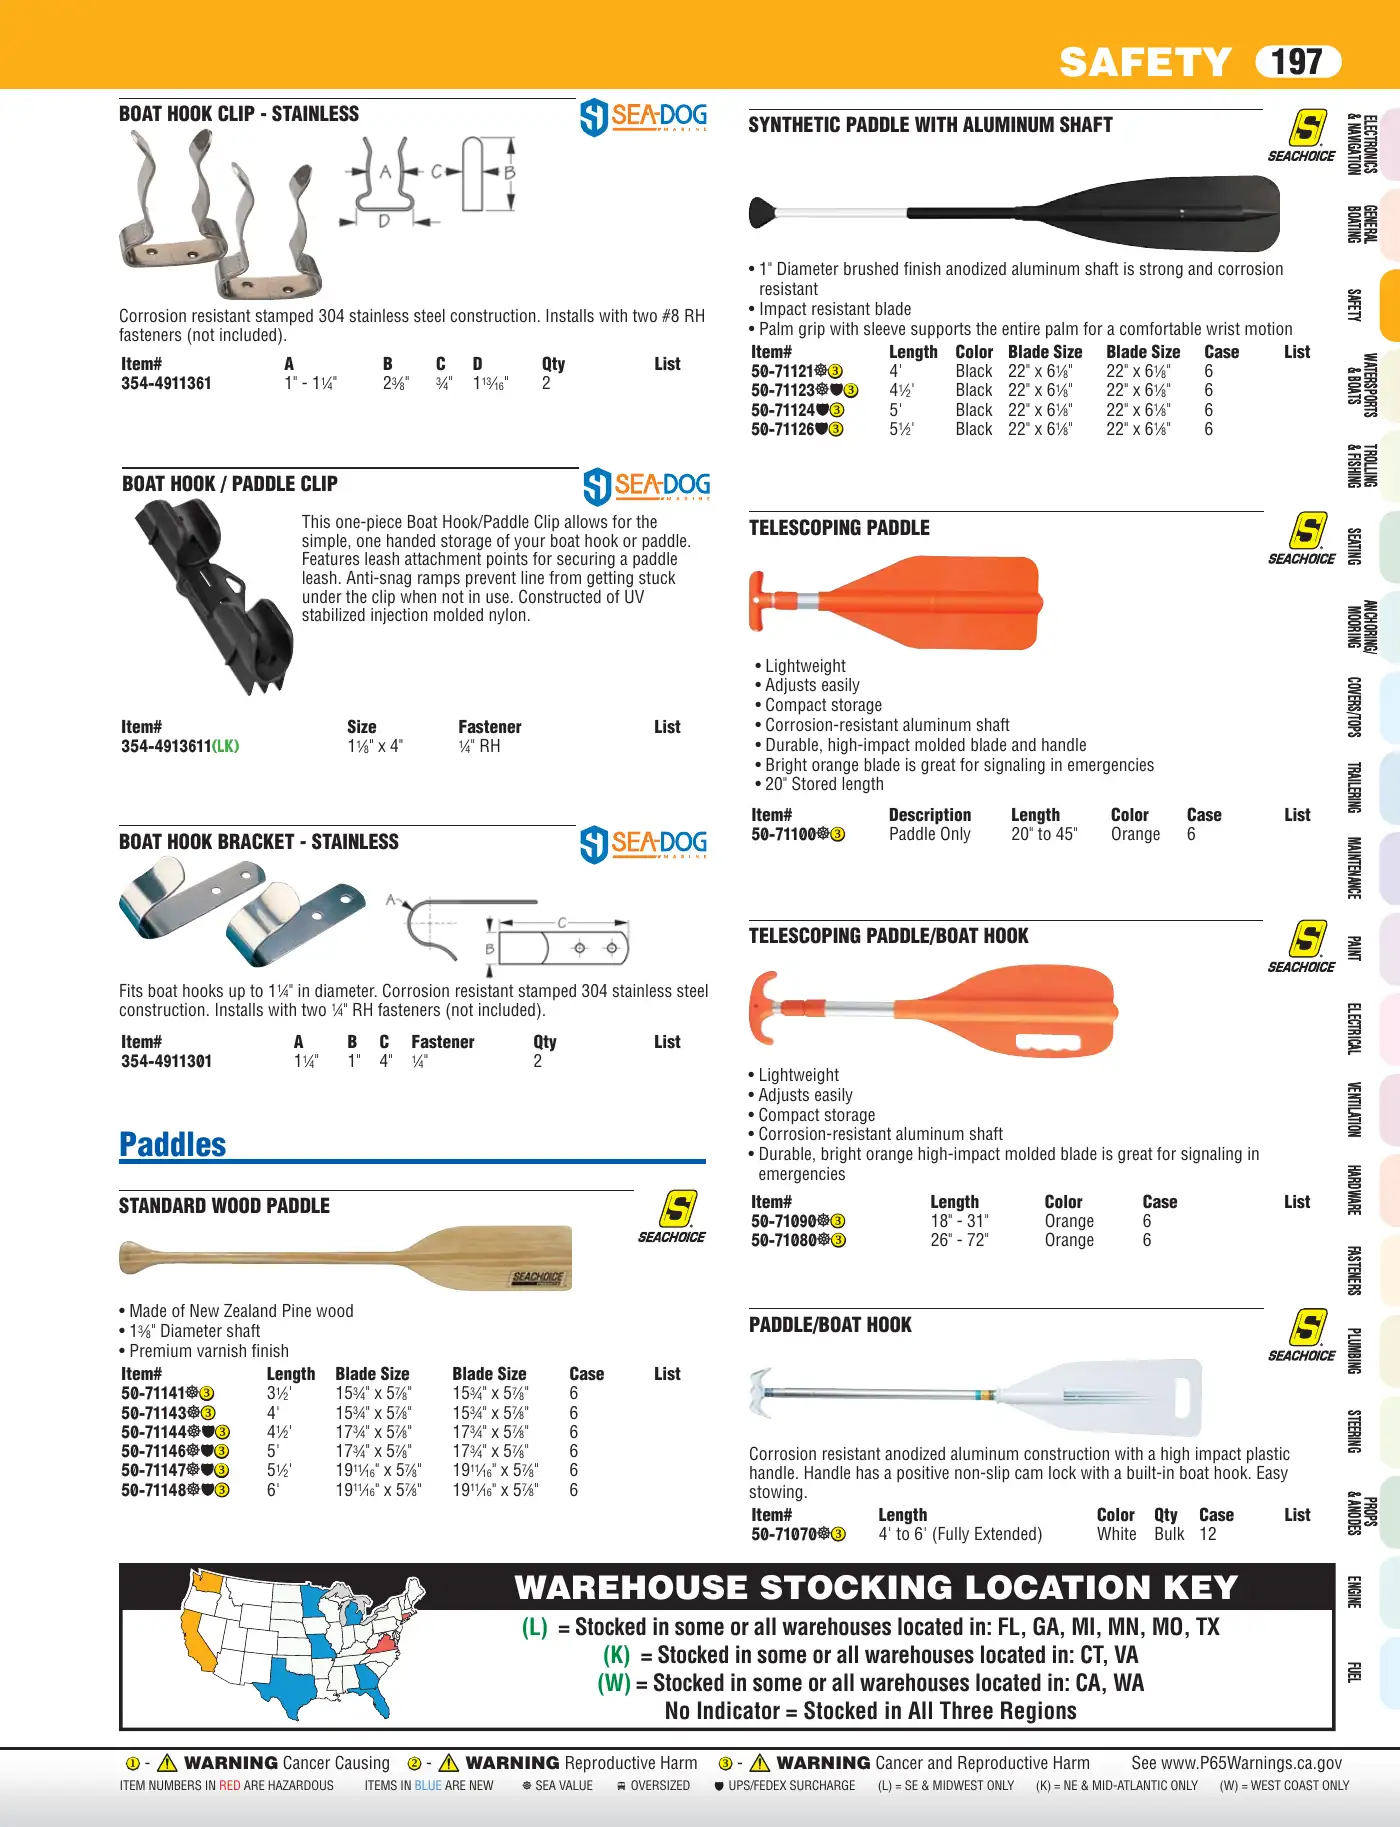 SAFETY 197
BOAT HOOK CLIP - STAINLESS
SEA-DOG
MARINE
A
C
B
D
Corrosion resistant stamped 304 stainless steel construction. Installs with two #8 RH
fasteners (not included).
Item# A B C D Qty List
354-4911361 1" - 1¼" 2⅜" ¾" 1¹³⁄₁₆" 2
BOAT HOOK / PADDLE CLIP
SEA-DOG
MARINE
This one-piece Boat Hook/Paddle Clip allows for the
simple, one handed storage of your boat hook or paddle.
Features leash attachment points for securing a paddle
leash. Anti-snag ramps prevent line from getting stuck
under the clip when not in use. Constructed of UV
stabilized injection molded nylon.
Item# Size Fastener List
354-4913611(LK) 1⅛" x 4" ¼" RH
BOAT HOOK BRACKET - STAINLESS
SEA-DOG
MARINE
A
B
C
Fits boat hooks up to 1¼" in diameter. Corrosion resistant stamped 304 stainless steel
construction. Installs with two ¼" RH fasteners (not included).
Item# A B C Fastener Qty List
354-4911301 1¼" 1" 4" ¼" 2
Paddles
STANDARD WOOD PADDLE
S
SEACHOICE
SEACHOICE
• Made of New Zealand Pine wood
• 1⅜" Diameter shaft
• Premium varnish finish
Item# Length Blade Size Blade Size Case List
50-71141 3 3½' 15¾" x 5⅞" 15¾" x 5⅞" 6
50-71143 3 4' 15¾" x 5⅞" 15¾" x 5⅞" 6
50-71144 3 4½' 17¾" x 5⅞" 17¾" x 5⅞" 6
50-71146 3 5' 17¾" x 5⅞" 17¾" x 5⅞" 6
50-71147 3 5½' 19¹¹⁄₁₆" x 5⅞" 19¹¹⁄₁₆" x 5⅞" 6
50-71148 3 6' 19¹¹⁄₁₆" x 5⅞" 19¹¹⁄₁₆" x 5⅞" 6
SYNTHETIC PADDLE WITH ALUMINUM SHAFT
S
SEACHOICE
• 1" Diameter brushed finish anodized aluminum shaft is strong and corrosion
resistant
• Impact resistant blade
• Palm grip with sleeve supports the entire palm for a comfortable wrist motion
Item# Length Color Blade Size Blade Size Case List
50-71121 3 4' Black 22" x 6⅛" 22" x 6⅛" 6
50-71123 3 4½' Black 22" x 6⅛" 22" x 6⅛" 6
50-71124 3 5' Black 22" x 6⅛" 22" x 6⅛" 6
50-71126 3 5½' Black 22" x 6⅛" 22" x 6⅛" 6
TELESCOPING PADDLE
S
SEACHOICE
• Lightweight
• Adjusts easily
• Compact storage
• Corrosion-resistant aluminum shaft
• Durable, high-impact molded blade and handle
• Bright orange blade is great for signaling in emergencies
• 20" Stored length
Item# Description Length Color Case List
50-71100 3 Paddle Only 20" to 45" Orange 6
TELESCOPING PADDLE/BOAT HOOK
S
SEACHOICE
• Lightweight
• Adjusts easily
• Compact storage
• Corrosion-resistant aluminum shaft
• Durable, bright orange high-impact molded blade is great for signaling in
emergencies
Item# Length Color Case List
50-71090 3 18" - 31" Orange 6
50-71080 3 26" - 72" Orange 6
PADDLE/BOAT HOOK
S
SEACHOICE
Corrosion resistant anodized aluminum construction with a high impact plastic
handle. Handle has a positive non-slip cam lock with a built-in boat hook. Easy
stowing.
Item# Length Color Qty Case List
50-71070 3 4' to 6' (Fully Extended) White Bulk 12
ELECTRONICS
& NAVIGATION
GENERAL
BOATING
SAFETY
WATERSPORTS
& BOATS
TROLLING
& FISHING
SEATING
ANCHORING/
MOORING
COVERS/TOPS
TRAILERING
MAINTENANCE
PAINT
ELECTRICAL
VENTILATION
HARDWARE
FASTENERS
PLUMBING
STEERING
PROPS
& ANODES
ENGINE
FUEL
WAREHOUSE STOCKING LOCATION KEY
(L) = Stocked in some or all warehouses located in: FL, GA, MI, MN, MO, TX
(K) = Stocked in some or all warehouses located in: CT, VA
(W) = Stocked in some or all warehouses located in: CA, WA
No Indicator = Stocked in All Three Regions
1 - WARNING Cancer Causing 2 - WARNING Reproductive Harm 3 - WARNING Cancer and Reproductive Harm See www.P65Warnings.ca.gov
ITEM NUMBERS IN RED ARE HAZARDOUS ITEMS IN BLUE ARE NEW SEA VALUE OVERSIZED UPS/FEDEX SURCHARGE (L) = SE & MIDWEST ONLY (K) = NE & MID-ATLANTIC ONLY (W) = WEST COAST ONLY